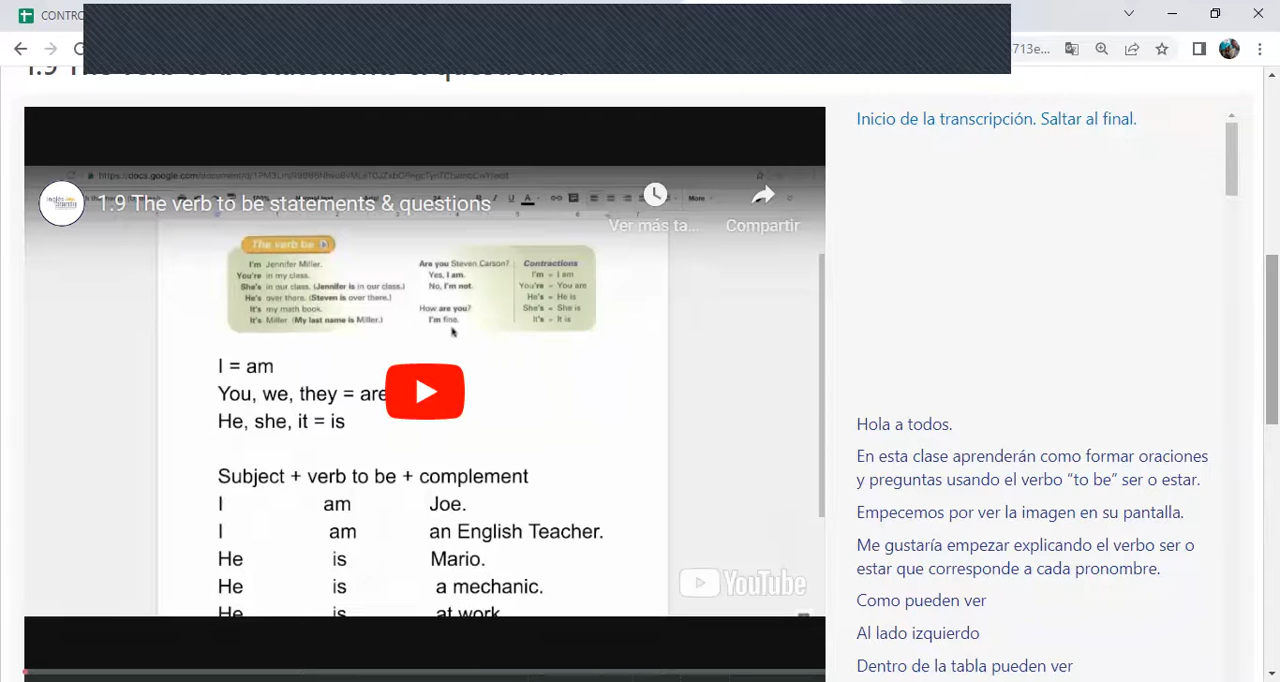 CONTRO
713e...
1.9 The verb to be statements & questions.
Inicio de la transcripción. Saltar al final.
1.9 The verb to be statements & questions
Ver más ta...
Compartir
More
The verb be
I'm Jennifer Miller.
You're in my class.
She's in our class. (Jennifer is in our class.)
He's over there. (Steven is over there.)
It's my math book.
It's Miller. (My last name is Miller.)
Are you Steven Carson?
Yes, I am.
No, I'm not.
How are you?
I'm fine.
Contractions
I'm = I am
You're = You are
He's = He is
She's = She is
It's = It is
I = am
You, we, they = are
He, she, it = is
Subject + verb to be + complement
I am Joe.
I am an English Teacher.
He is Mario.
He is a mechanic.
He is at work
YouTube
Hola a todos.
En esta clase aprenderán como formar oraciones
y preguntas usando el verbo “to be” ser o estar.
Empecemos por ver la imagen en su pantalla.
Me gustaría empezar explicando el verbo ser o
estar que corresponde a cada pronombre.
Como pueden ver
Al lado izquierdo
Dentro de la tabla pueden ver